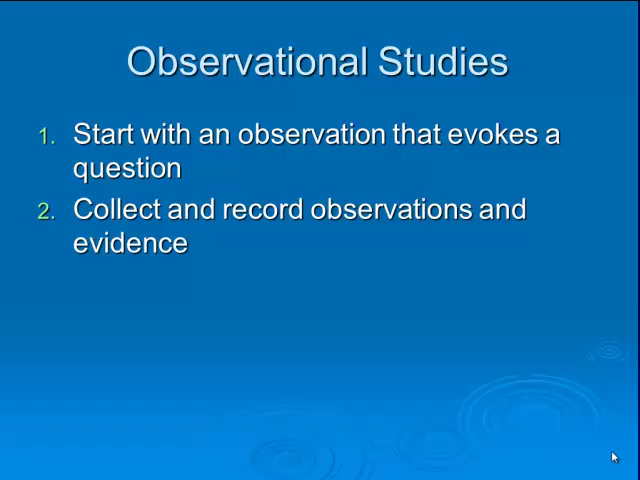 Observational Studies
1. Start with an observation that evokes a
question
2. Collect and record observations and
evidence